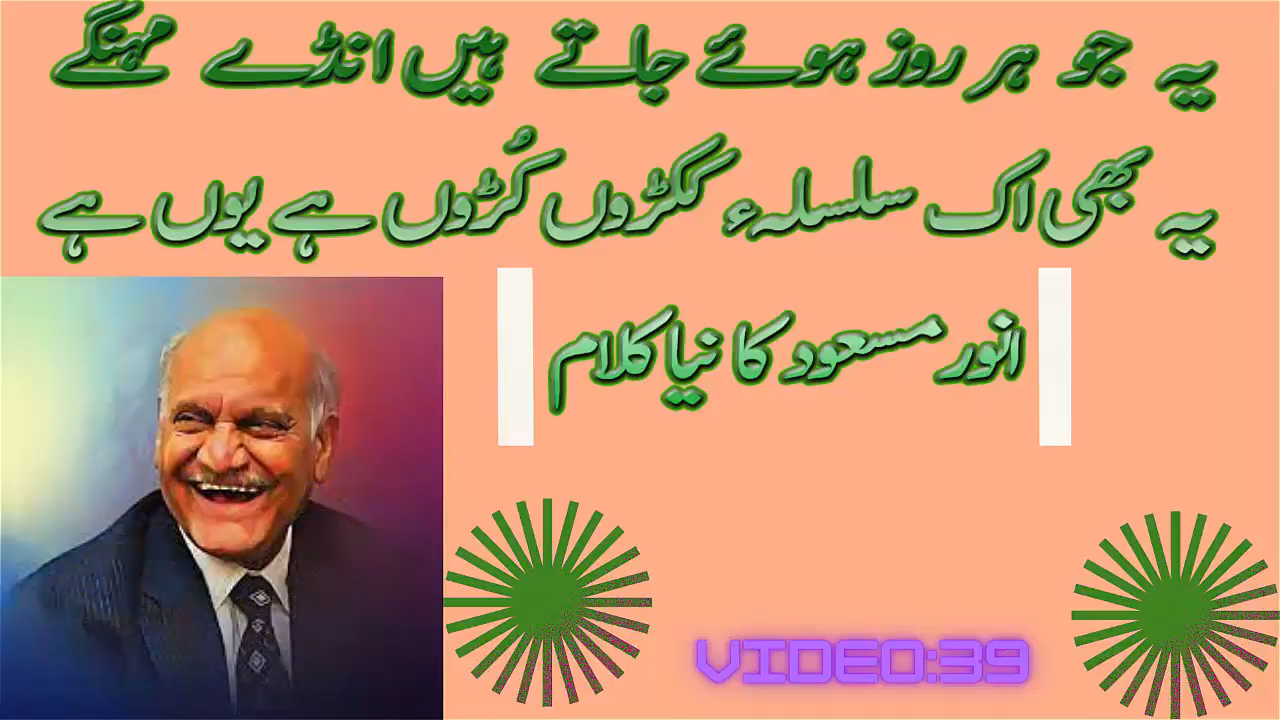 یہ جو ہر روز ہوئے جاتے ہیں انڈے مہنگے
یہ بھی اک سلسلہء ککڑوں کُڑوں ہے یوں ہے
انور مسعود کا نیا کلام
VIDEO:39